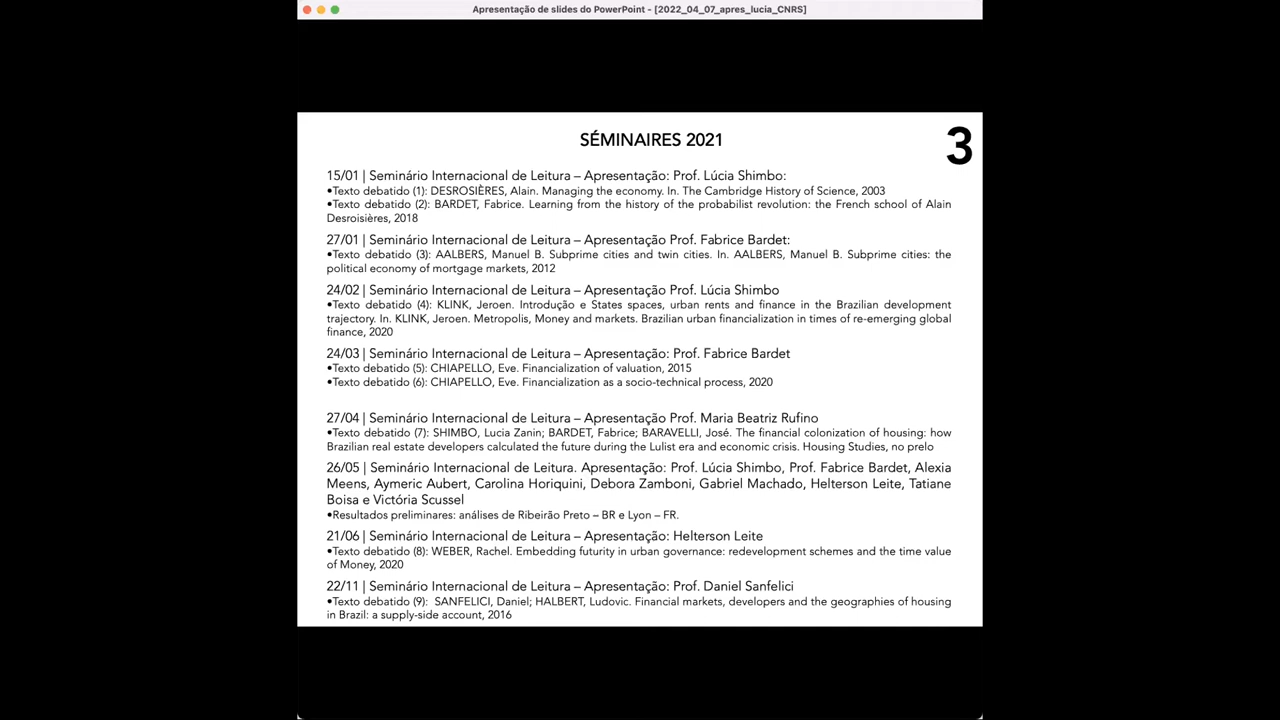 Apresentação de slides do PowerPoint - [2022_04_07_apres_lucia_CNRS]
SÉMINAIRES 2021
3
15/01 | Seminário Internacional de Leitura – Apresentação: Prof. Lúcia Shimbo:
•Texto debatido (1): DESROSIÈRES, Alain. Managing the economy. In. The Cambridge History of Science, 2003
•Texto debatido (2): BARDET, Fabrice. Learning from the history of the probabilist revolution: the French school of Alain
Desroisières, 2018
27/01 | Seminário Internacional de Leitura – Apresentação Prof. Fabrice Bardet:
•Texto debatido (3): AALBERS, Manuel B. Subprime cities and twin cities. In. AALBERS, Manuel B. Subprime cities: the
political economy of mortgage markets, 2012
24/02 | Seminário Internacional de Leitura – Apresentação: Prof. Lúcia Shimbo
•Texto debatido (4): KLINK, Jeroen. Introdução e States spaces, urban rents and finance in the Brazilian development
trajectory. In. KLINK, Jeroen. Metropolis, Money and markets. Brazilian urban financialization in times of re-emerging global
finance, 2020
24/03 | Seminário Internacional de Leitura – Apresentação: Prof. Fabrice Bardet
•Texto debatido (5): CHIAPELLO, Eve. Financialization of valuation, 2015
•Texto debatido (6): CHIAPELLO, Eve. Financialization as a socio-technical process, 2020
27/04 | Seminário Internacional de Leitura – Apresentação Prof. Maria Beatriz Rufino
•Texto debatido (7): SHIMBO, Lucia Zanin; BARDET, Fabrice; BARAVELLI, José. The financial colonization of housing: how
Brazilian real estate developers calculated the future during the Lulist era and economic crisis. Housing Studies, no prelo
26/05 | Seminário Internacional de Leitura. Apresentação: Prof. Lúcia Shimbo, Prof. Fabrice Bardet, Alexia
Meens, Aymeric Aubert, Carolina Horiquini, Debora Zamboni, Gabriel Machado, Helterson Leite, Tatiane
Boisa e Victória Scussel
•Resultados preliminares: análises de Ribeirão Preto – BR e Lyon – FR.
21/06 | Seminário Internacional de Leitura – Apresentação: Helterson Leite
•Texto debatido (8): WEBER, Rachel. Embedding futurity in urban governance: redevelopment schemes and the time value
of Money, 2020
22/11 | Seminário Internacional de Leitura – Apresentação: Prof. Daniel Sanfelici
•Texto debatido (9): SANFELICI, Daniel; HALBERT, Ludovic. Financial markets, developers and the geographies of housing
in Brazil: a supply-side account, 2016